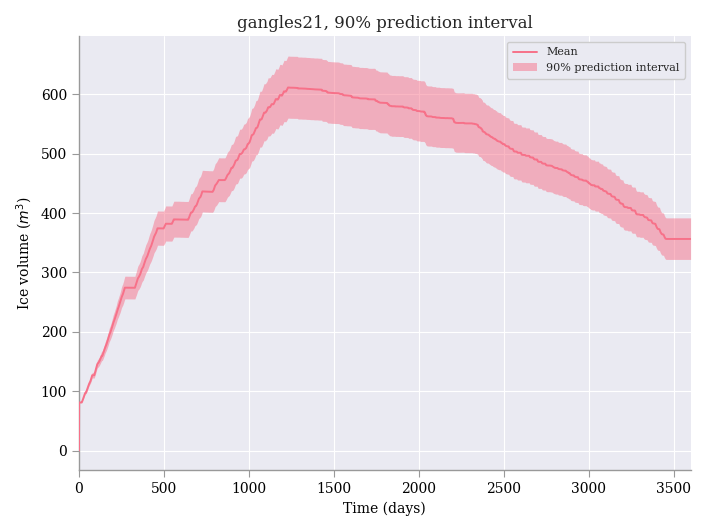 gangles21, 90% prediction interval
Mean
90% prediction interval
Ice volume (m³)
600
500
400
300
200
100
0
0 500 1000 1500 2000 2500 3000 3500
Time (days)